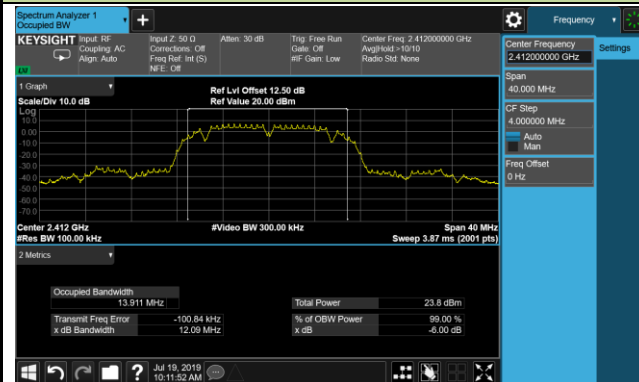 Spectrum Analyzer 1
Occupied BW
Frequency
KEYSIGHT
Input: RF
Coupling: AC
Align: Auto
Input Z: 50 Ω
Corrections: Off
Freq Ref: Int (S)
NFE: Off
Atten: 30 dB
Trig: Free Run
Gate: Off
#IF Gain: Low
Center Freq: 2.412000000 GHz
Avg|Hold:>10/10
Radio Std: None
Center Frequency
2.412000000 GHz
Settings
Span
40.000 MHz
CF Step
4.000000 MHz
Auto
Man
Freq Offset
0 Hz
1 Graph
Scale/Div 10.0 dB
Ref Lvl Offset 12.50 dB
Ref Value 20.00 dBm
Log
10.0
0.00
-10.0
-20.0
-30.0
-40.0
-50.0
-60.0
-70.0
Center 2.412 GHz
#Video BW 300.00 kHz
Span 40 MHz
#Res BW 100.00 kHz
Sweep 3.87 ms (2001 pts)
2 Metrics
Occupied Bandwidth
13.911 MHz
Total Power
23.8 dBm
Transmit Freq Error
-100.84 kHz
% of OBW Power
99.00 %
x dB Bandwidth
12.09 MHz
x dB
-6.00 dB
?
Jul 19, 2019
10:11:52 AM